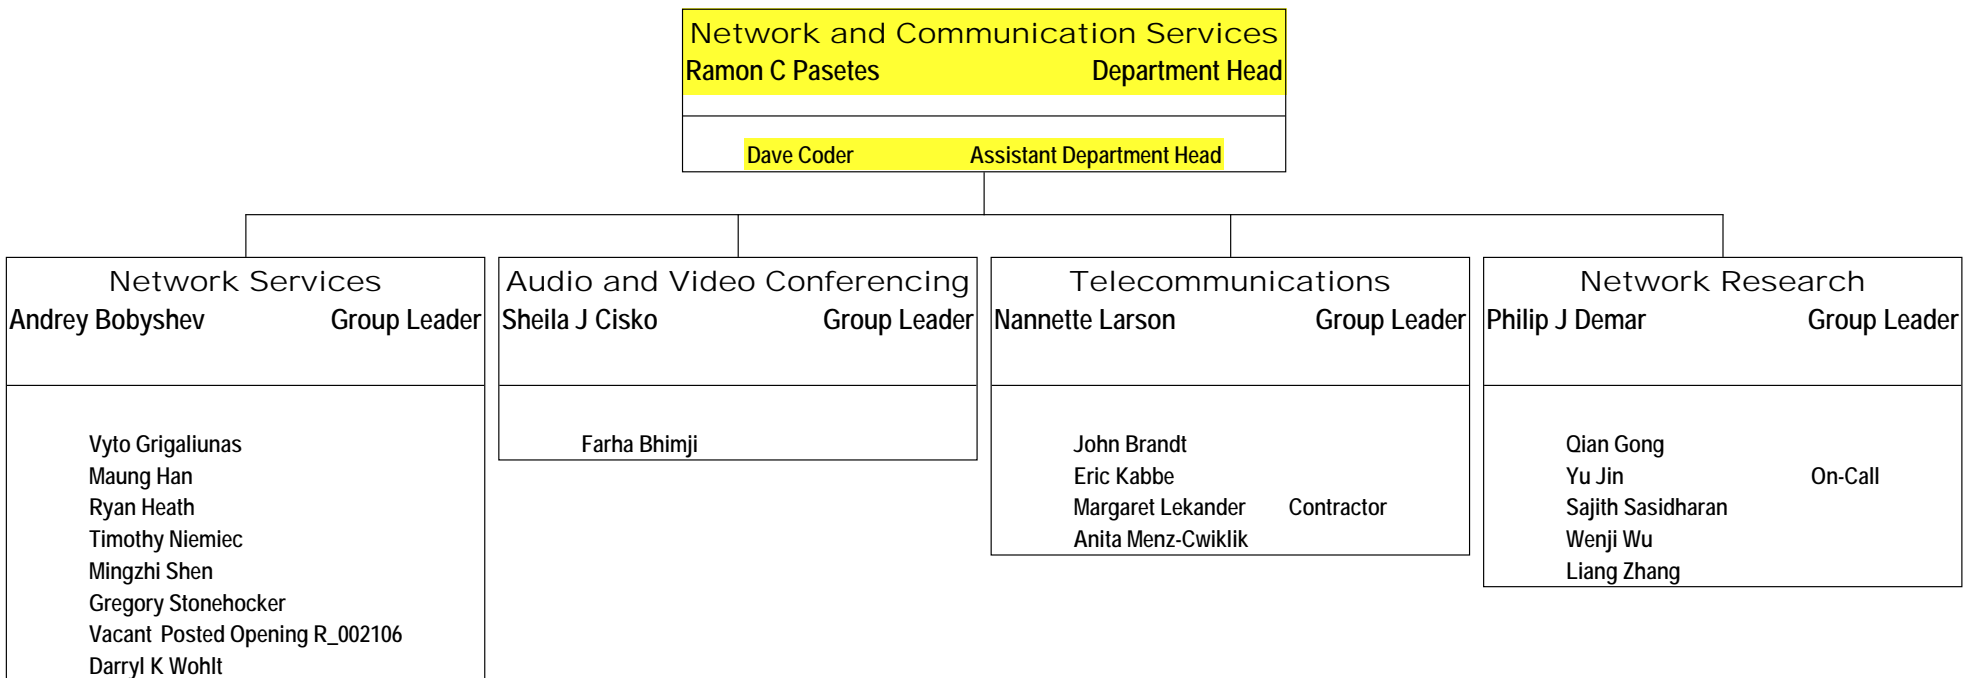 Network and Communication Services
Ramon C Pasetes Department Head
Dave Coder Assistant Department Head
Network Services
Andrey Bobyshev Group Leader
Vyto Grigaliunas
Maung Han
Ryan Heath
Timothy Niemiec
Mingzhi Shen
Gregory Stonehocker
Vacant Posted Opening R_002106
Darryl K Wohlt
Audio and Video Conferencing
Sheila J Cisko Group Leader
Farha Bhimji
Telecommunications
Nannette Larson Group Leader
John Brandt
Eric Kabbe
Margaret Lekander Contractor
Anita Menz-Cwiklik
Network Research
Philip J Demar Group Leader
Qian Gong
Yu Jin On-Call
Sajith Sasidharan
Wenji Wu
Liang Zhang